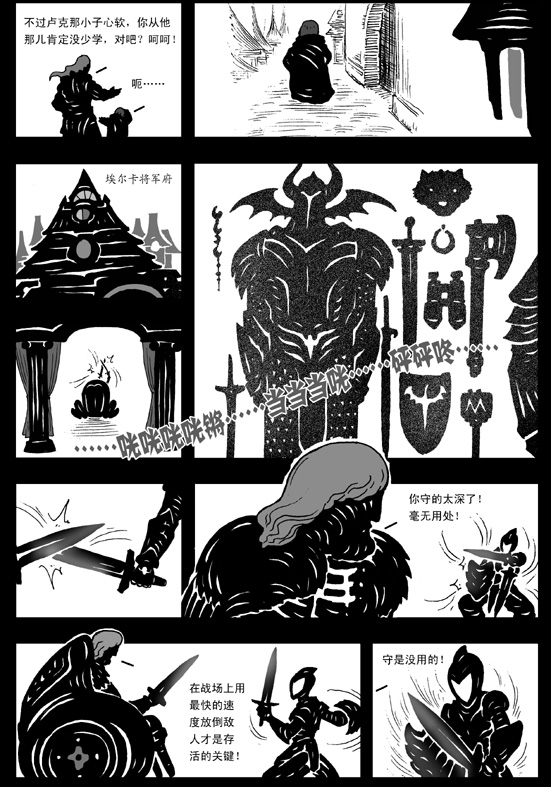 不过卢克那小子心软，你从他
那儿肯定没少学，对吧？呵呵！
呃……
埃尔卡将军府
……咣咣咣咣锵……当当当咣……砰砰咚……
你守的太深了！
毫无用处！
在战场上用
最快的速
度放倒敌
人才是存
活的关键！
守是没用的！